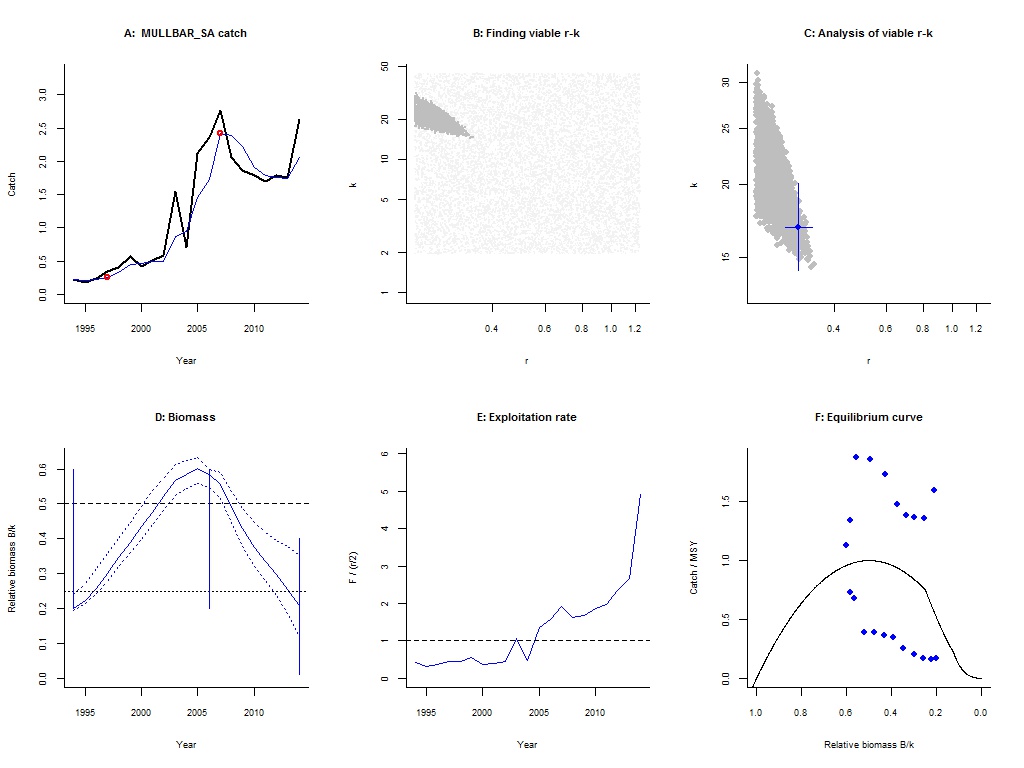 A: MULLBAR_SA catch
B: Finding viable r-k
C: Analysis of viable r-k
Catch
0.0 0.5 1.0 1.5 2.0 2.5 3.0
1995 2000 2005 2010
Year
k
1 2 5 10 20 50
0.4 0.6 0.8 1.0 1.2
r
k
15 20 25 30
0.4 0.6 0.8 1.0 1.2
r
D: Biomass
E: Exploitation rate
F: Equilibrium curve
Relative biomass B/k
0.0 0.1 0.2 0.3 0.4 0.5 0.6
1995 2000 2005 2010
Year
F / (r/2)
0 1 2 3 4 5 6
1995 2000 2005 2010
Year
Catch / MSY
0.0 0.5 1.0 1.5
1.0 0.8 0.6 0.4 0.2 0.0
Relative biomass B/k